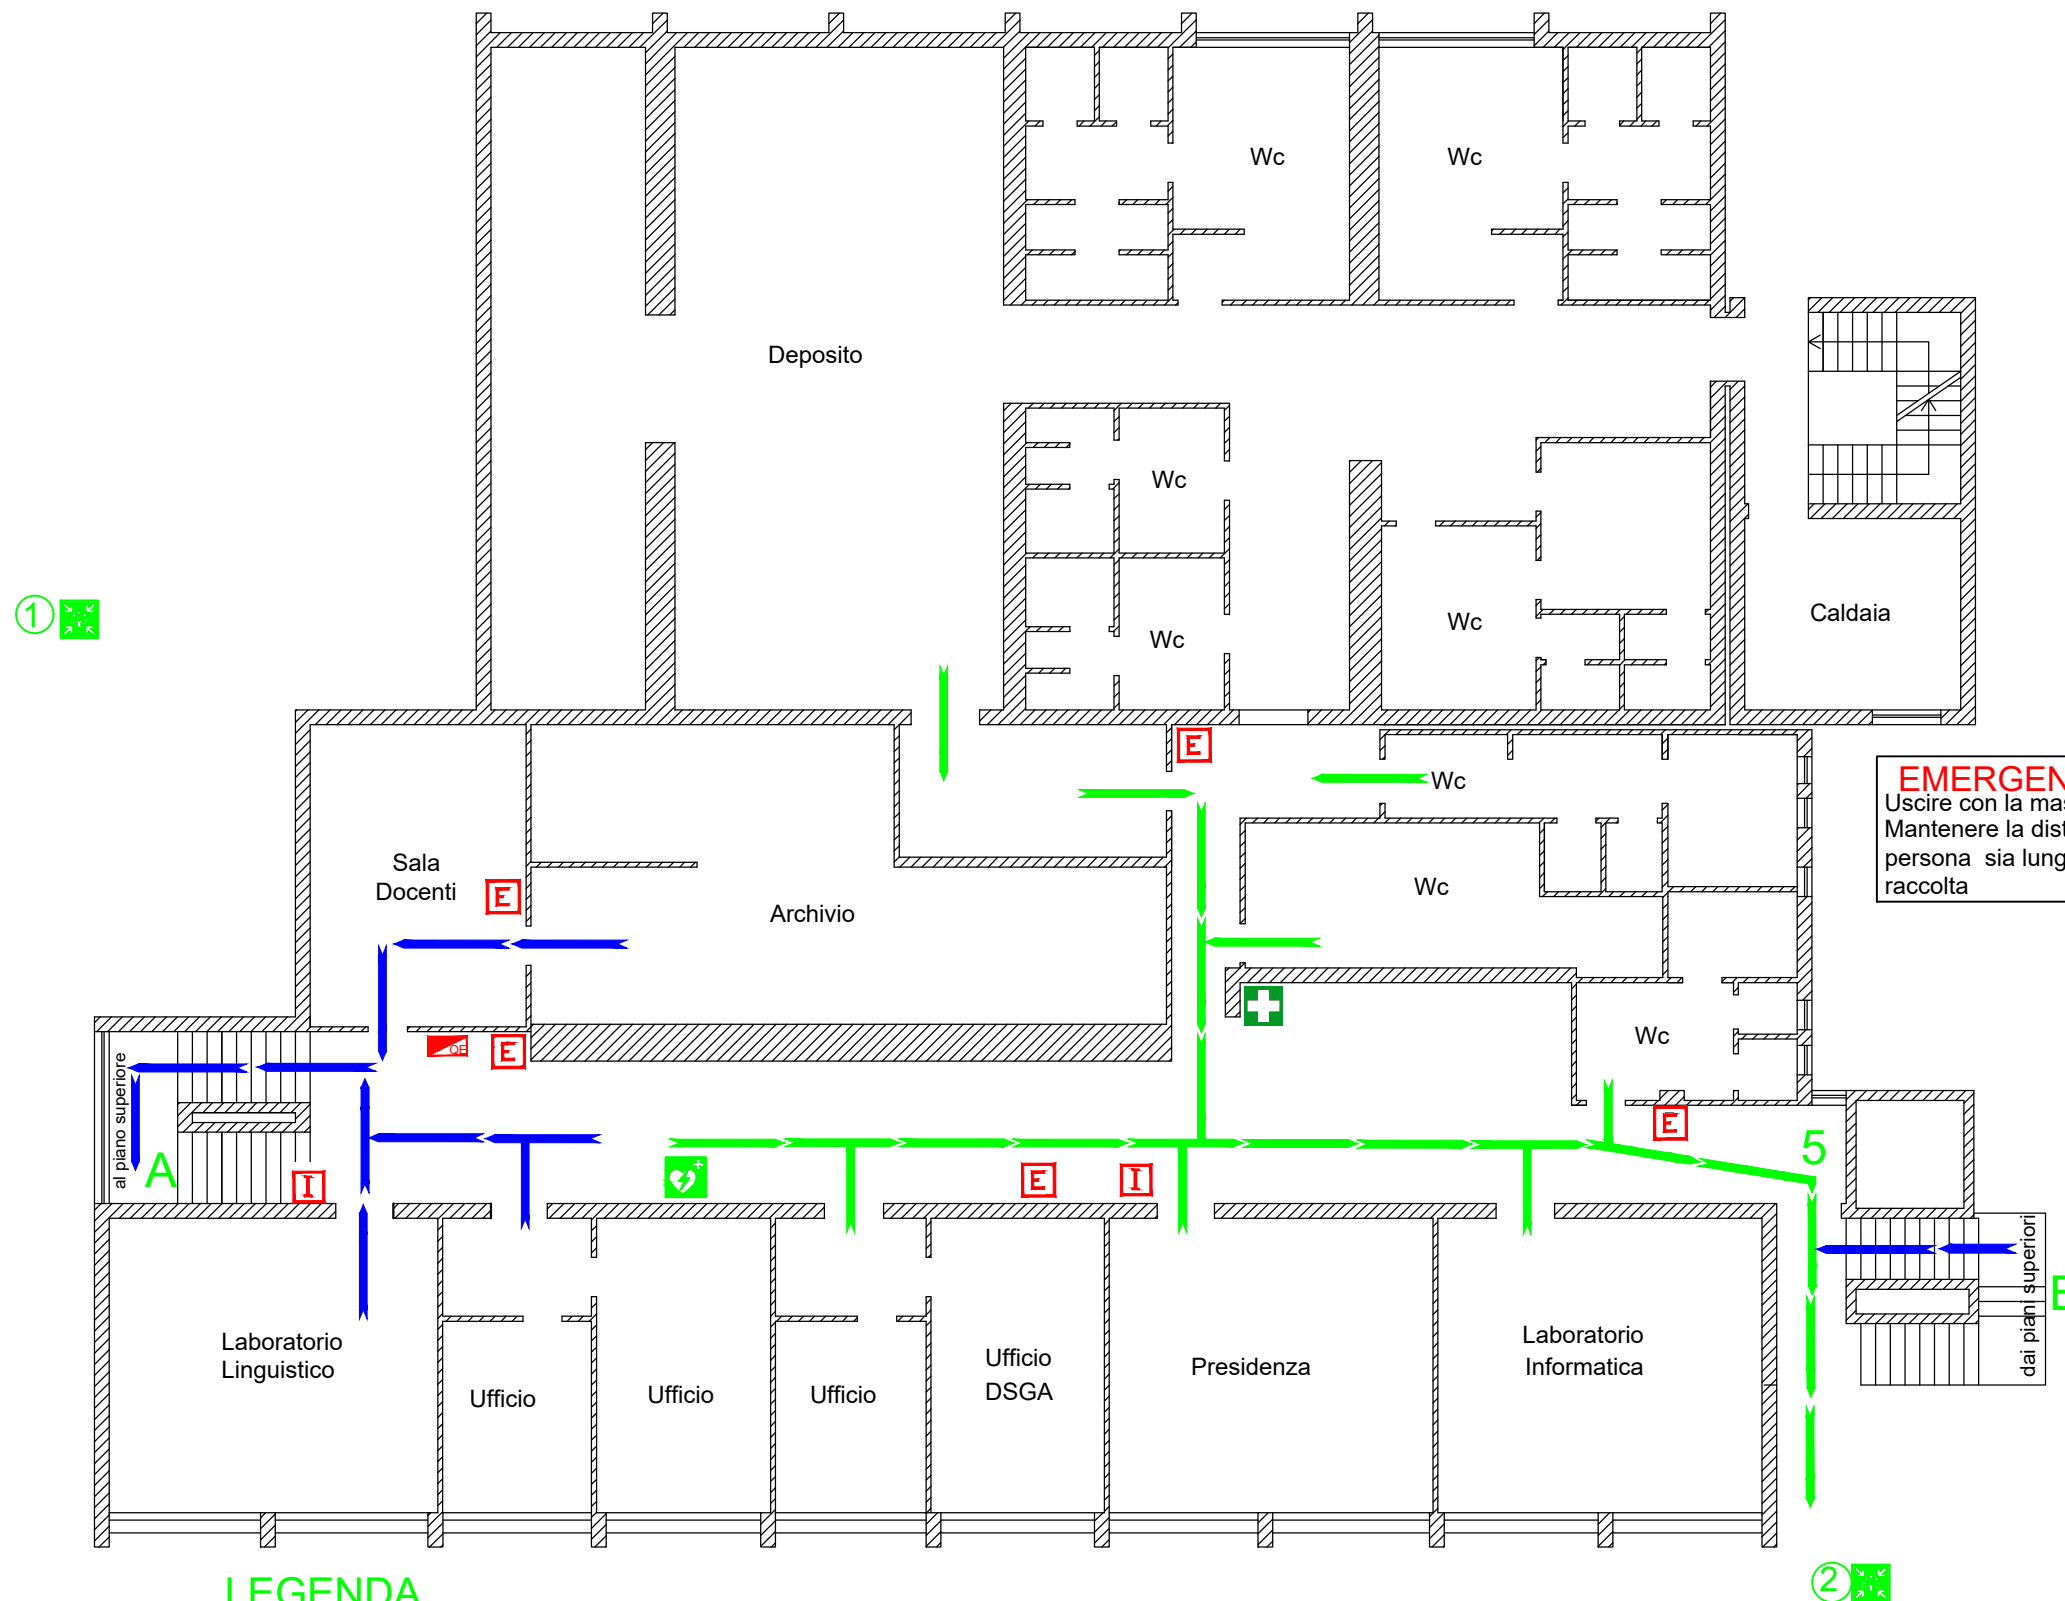 Wc
Wc
Deposito
Wc
1
Wc
Wc
Caldaia
E
Wc
EMERGEN
Uscire con la mas
Mantenere la dist
persona sia lung
raccolta
Sala
Docenti
E
Archivio
Wc
Wc
QE
E
al piano superiore
A
I
E
I
E
5
dai piani superiori
Laboratorio
Linguistico
Ufficio
Ufficio
Ufficio
Ufficio
DSGA
Presidenza
Laboratorio
Informatica
LEGENDA
2